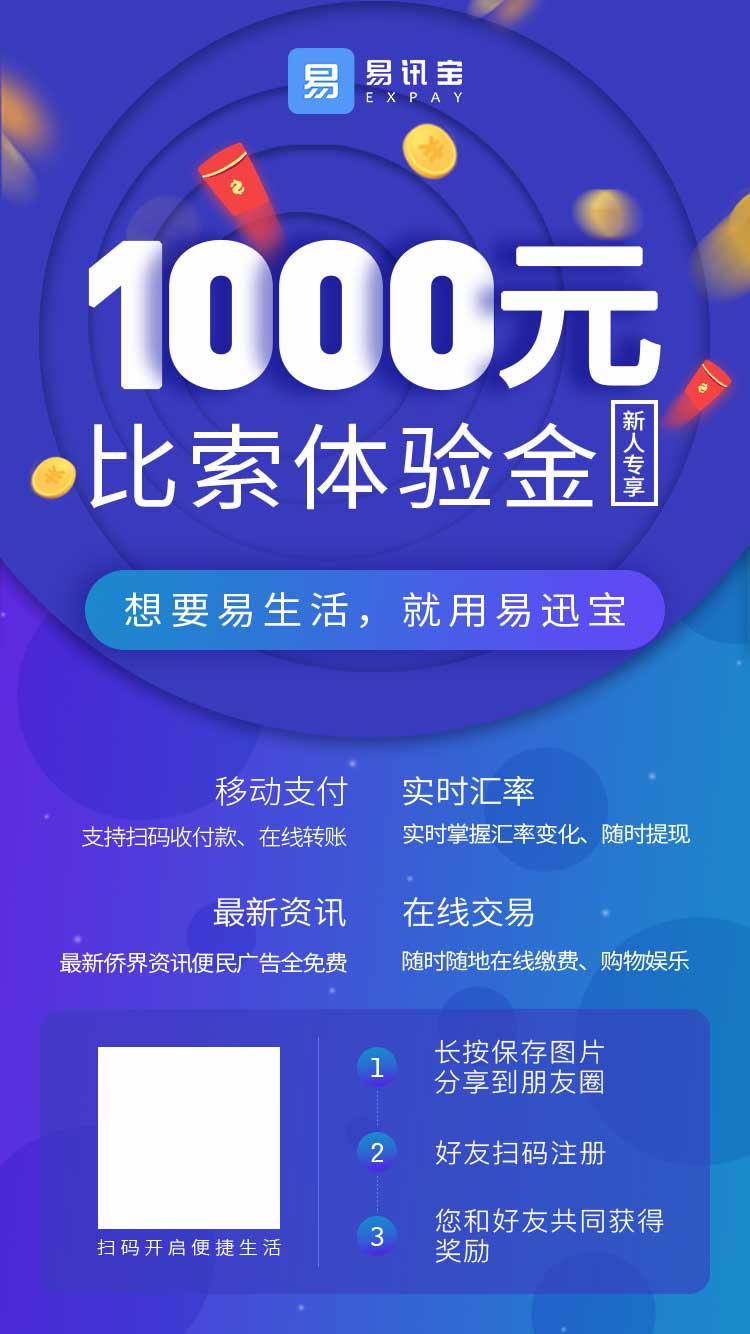 易
易讯宝
EXPAY
1000元
比索体验金
新人专享
想要易生活，就用易迅宝
移动支付
支持扫码收付款、在线转账
实时汇率
实时掌握汇率变化、随时提现
最新资讯
最新侨界资讯便民广告全免费
在线交易
随时随地在线缴费、购物娱乐
扫码开启便捷生活
1
长按保存图片
分享到朋友圈
2
好友扫码注册
3
您和好友共同获得
奖励